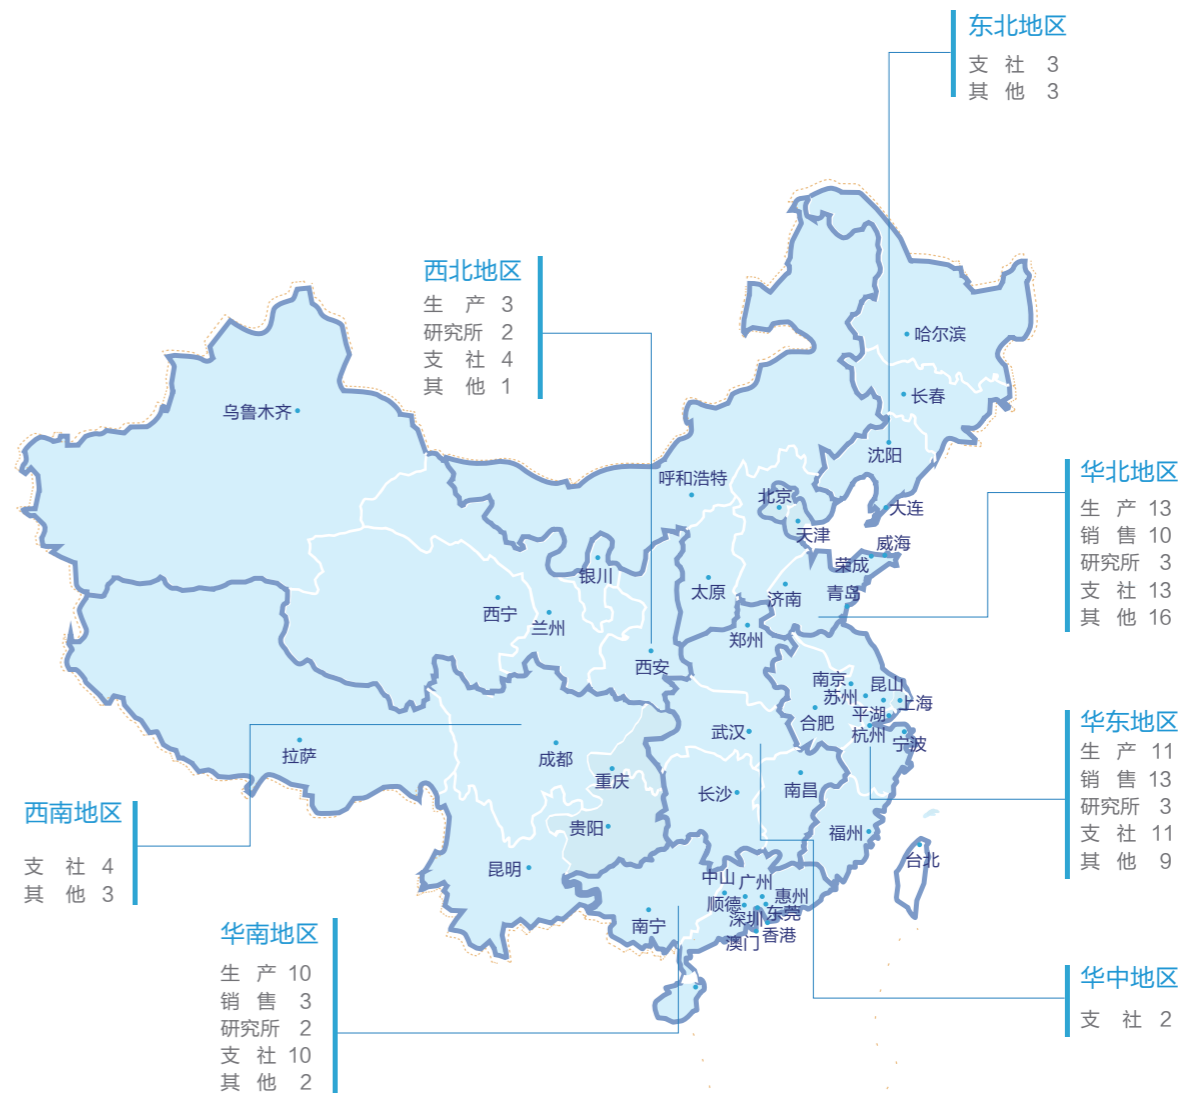 东北地区
支社 3
其他 3
西北地区
生产 3
研究所 2
支社 4
其他 1
哈尔滨
长春
乌鲁木齐
沈阳
呼和浩特
北京
大连
天津
威海
荣成
银川
太原
济南
青岛
西宁
兰州
郑州
西安
华北地区
生产 13
销售 10
研究所 3
支社 13
其他 16
南京
昆山
苏州
上海
平湖
合肥
杭州
宁波
武汉
拉萨
成都
重庆
南昌
长沙
贵阳
福州
台北
昆明
华东地区
生产 11
销售 13
研究所 3
支社 11
其他 9
西南地区
支社 4
其他 3
中山
广州
惠州
顺德
东莞
深圳
南宁
香港
澳门
华南地区
生产 10
销售 3
研究所 2
支社 10
其他 2
华中地区
支社 2